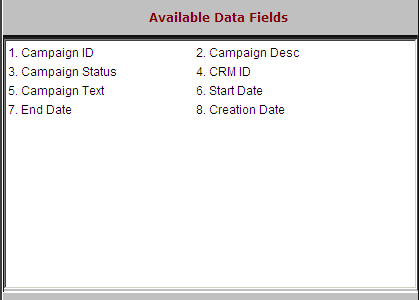 Available Data Fields
1. Campaign ID 2. Campaign Desc
3. Campaign Status 4. CRM ID
5. Campaign Text 6. Start Date
7. End Date 8. Creation Date